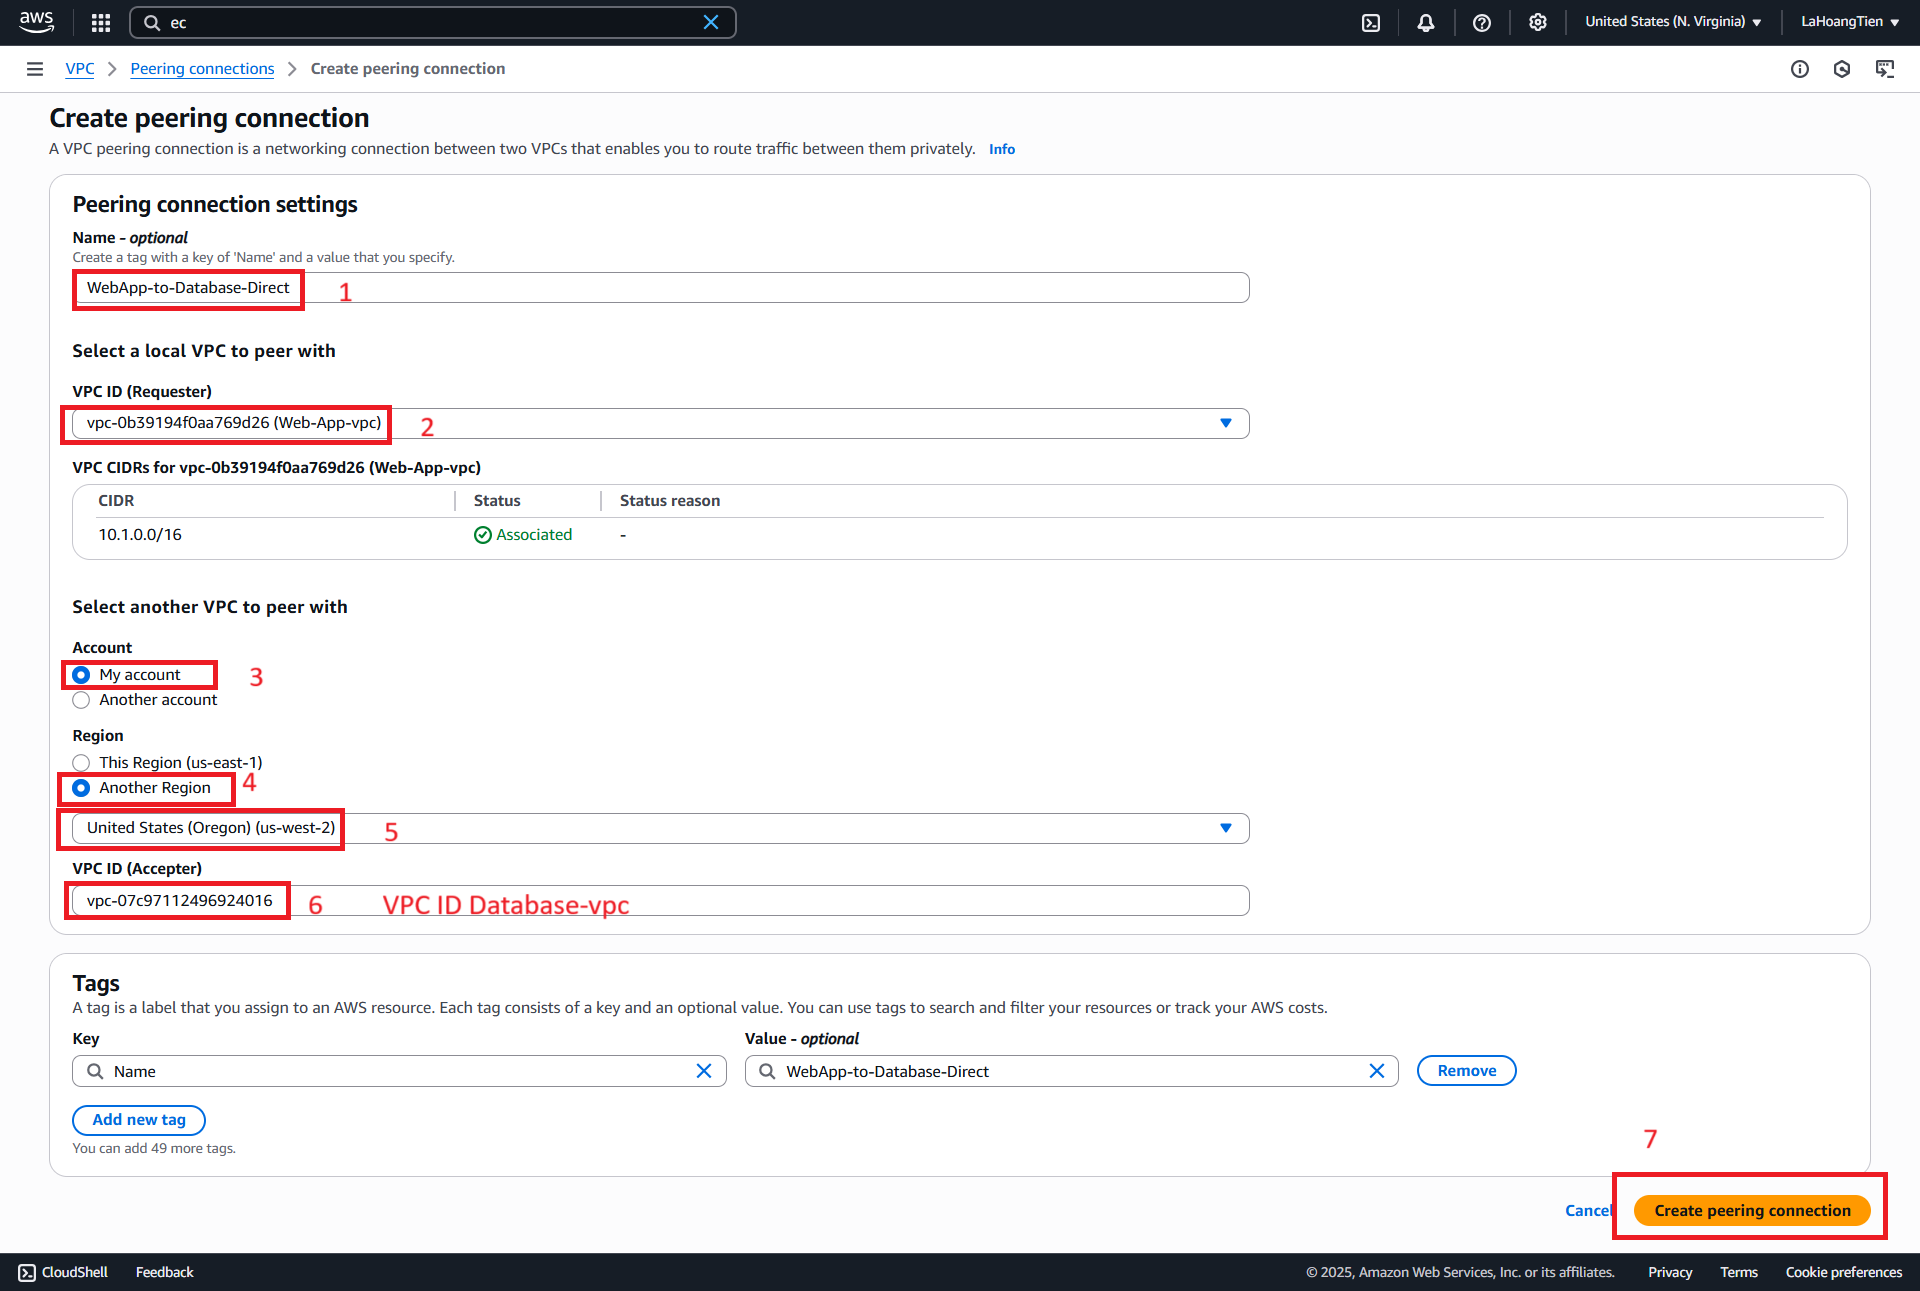 aws
ec
United States (N. Virginia)
LaHoangTien
VPC
Peering connections
Create peering connection
Create peering connection
A VPC peering connection is a networking connection between two VPCs that enables you to route traffic between them privately. Info
Peering connection settings
Name - optional
Create a tag with a key of 'Name' and a value that you specify.
WebApp-to-Database-Direct
1
Select a local VPC to peer with
VPC ID (Requester)
vpc-0b39194f0aa769d26 (Web-App-vpc)
2
VPC CIDRs for vpc-0b39194f0aa769d26 (Web-App-vpc)
CIDR Status Status reason
10.1.0.0/16 Associated -
Select another VPC to peer with
Account
My account
3
Another account
Region
This Region (us-east-1)
Another Region
4
United States (Oregon) (us-west-2)
5
VPC ID (Accepter)
vpc-07c97112496924016
6 VPC ID Database-vpc
Tags
A tag is a label that you assign to an AWS resource. Each tag consists of a key and an optional value. You can use tags to search and filter your resources or track your AWS costs.
Key Value - optional
Name WebApp-to-Database-Direct Remove
Add new tag
You can add 49 more tags.
7
Cancel Create peering connection
CloudShell Feedback © 2025, Amazon Web Services, Inc. or its affiliates. Privacy Terms Cookie preferences